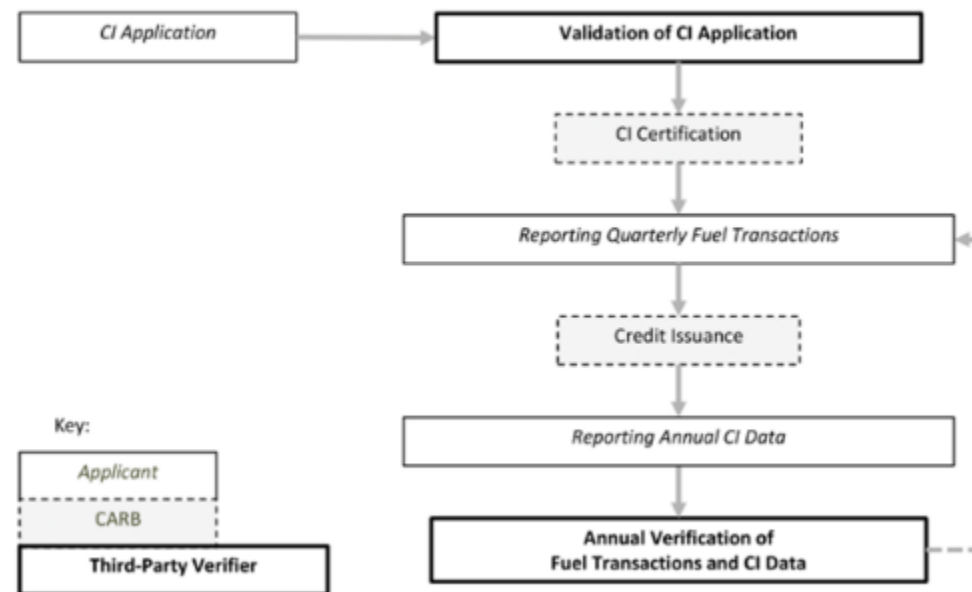 CI Application
Validation of CI Application
CI Certification
Reporting Quarterly Fuel Transactions
Credit Issuance
Reporting Annual CI Data
Annual Verification of
Fuel Transactions and CI Data
Key:
Applicant
CARB
Third-Party Verifier